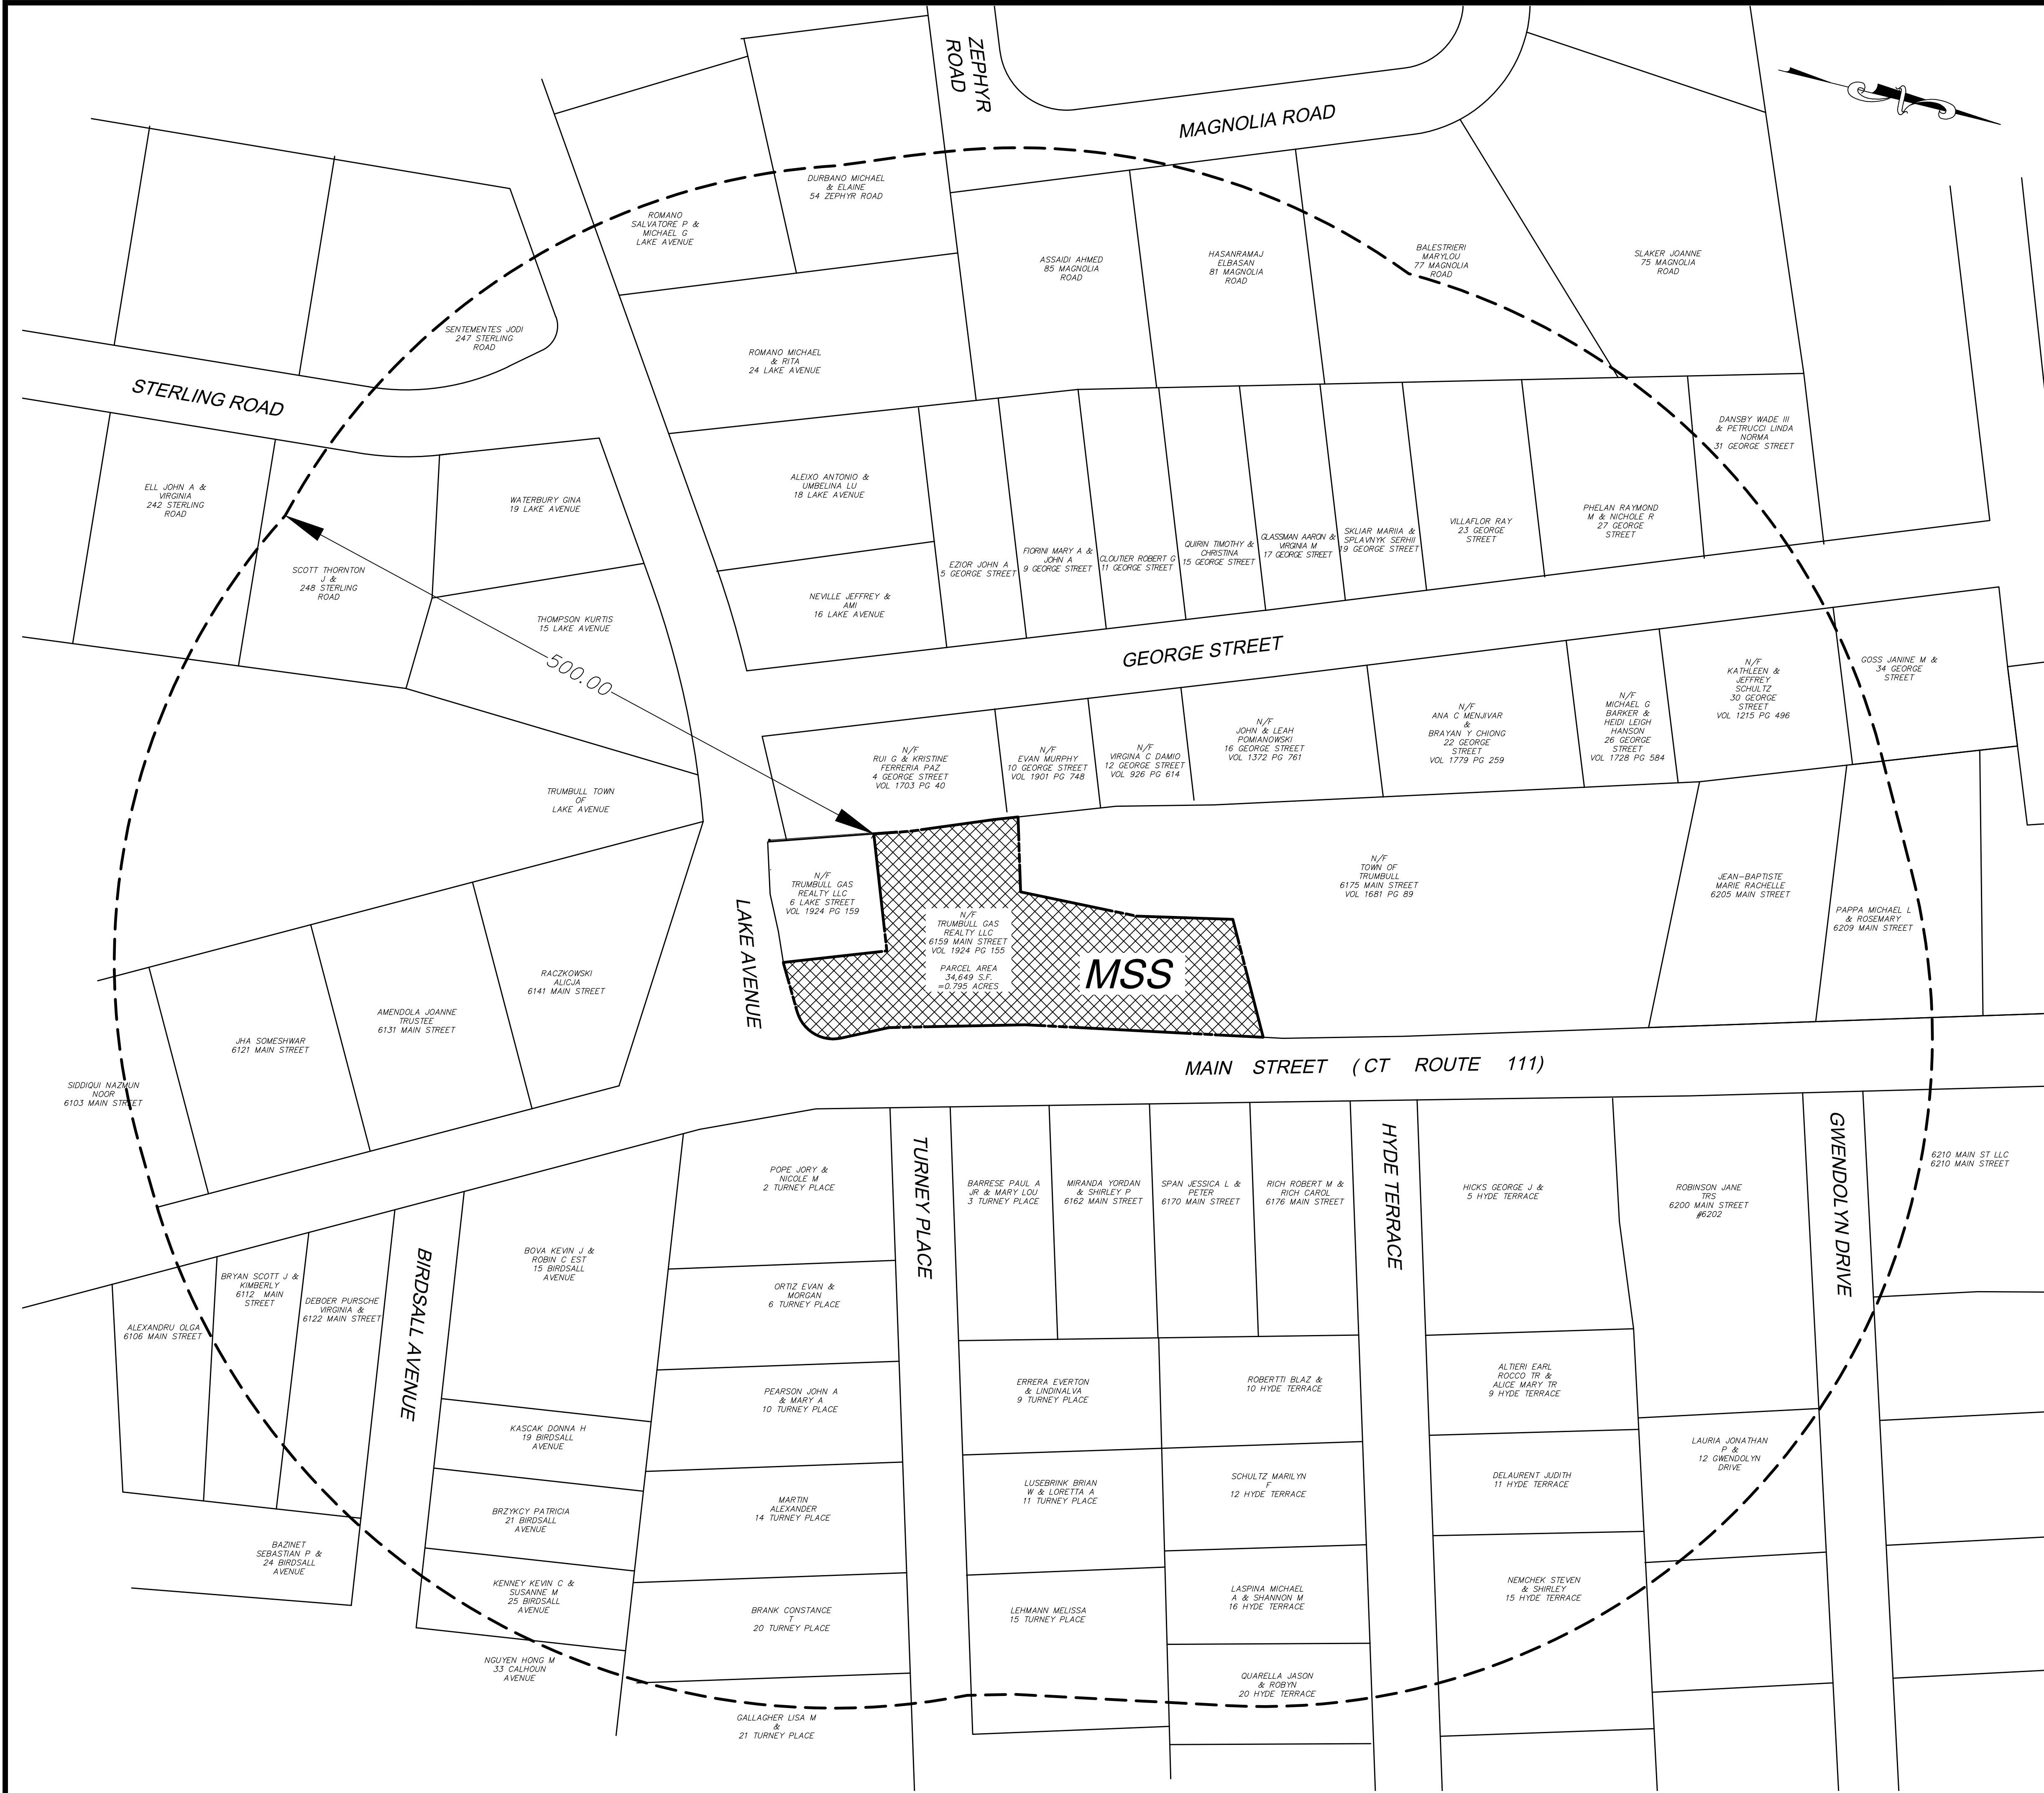 ZEPHYR
ROAD
MAGNOLIA ROAD
DURBANO MICHAEL
& ELAINE
54 ZEPHYR ROAD
ROMANO
SALVATORE P &
MICHAEL G
LAKE AVENUE
ASSAIDI AHMED
85 MAGNOLIA
ROAD
HASANRAMAJ
ELBASAN
81 MAGNOLIA
ROAD
BALESTRIERI
MARYLOU
77 MAGNOLIA
ROAD
SLAKER JOANNE
75 MAGNOLIA
ROAD
SENTEMENTES JODI
247 STERLING
ROAD
STERLING ROAD
ROMANO MICHAEL
& RITA
24 LAKE AVENUE
DANSBY WADE III
& PETRUCCI LINDA
NORMA
31 GEORGE STREET
ELL JOHN A &
VIRGINIA
242 STERLING
ROAD
WATERBURY GINA
19 LAKE AVENUE
ALEIXO ANTONIO &
UMBELINA LU
18 LAKE AVENUE
SCOTT THORNTON
J &
248 STERLING
ROAD
THOMPSON KURTIS
15 LAKE AVENUE
NEVILLE JEFFREY &
AMI
16 LAKE AVENUE
EZIOR JOHN A
5 GEORGE STREET
FIORINI MARY A &
JOHN A
9 GEORGE STREET
CLOUTIER ROBERT G
11 GEORGE STREET
QUIRIN TIMOTHY &
CHRISTINA
15 GEORGE STREET
GLASSMAN AARON &
VIRGINIA M
17 GEORGE STREET
SKLIAR MARIIA &
SPLAVNYK SERHII
19 GEORGE STREET
VILLAFLOR RAY
23 GEORGE
STREET
PHELAN RAYMOND
M & NICHOLE R
27 GEORGE
STREET
500.00
GEORGE STREET
N/F
RUI G & KRISTINE
FERRERIA PAZ
4 GEORGE STREET
VOL 1703 PG 40
N/F
EVAN MURPHY
10 GEORGE STREET
VOL 1901 PG 748
N/F
VIRGINA C DAMIO
12 GEORGE STREET
VOL 926 PG 614
N/F
JOHN & LEAH
POMIANOWSKI
16 GEORGE STREET
VOL 1372 PG 761
N/F
ANA C MENJIVAR
&
BRAYAN Y CHIONG
22 GEORGE
STREET
VOL 1779 PG 259
N/F
MICHAEL G
BARKER &
HEIDI LEIGH
HANSON
26 GEORGE
STREET
VOL 1728 PG 584
N/F
KATHLEEN &
JEFFREY
SCHULTZ
30 GEORGE
STREET
VOL 1215 PG 496
GOSS JANINE M &
34 GEORGE
STREET
TRUMBULL TOWN
OF
LAKE AVENUE
N/F
TRUMBULL GAS
REALTY LLC
6 LAKE STREET
VOL 1924 PG 159
N/F
TRUMBULL GAS
REALTY LLC
6159 MAIN STREET
VOL 1924 PG 155
PARCEL AREA
34,649 S.F.
=0.795 ACRES
MSS
N/F
TOWN OF
TRUMBULL
6175 MAIN STREET
VOL 1681 PG 89
JEAN-BAPTISTE
MARIE RACHELLE
6205 MAIN STREET
PAPPA MICHAEL L
& ROSEMARY
6209 MAIN STREET
LAKE AVENUE
RACZKOWSKI
ALICJA
6141 MAIN STREET
AMENDOLA JOANNE
TRUSTEE
6131 MAIN STREET
JHA SOMESHWAR
6121 MAIN STREET
SIDDIQUI NAZMUN
NOOR
6103 MAIN STREET
MAIN STREET (CT ROUTE 111)
POPE JORY &
NICOLE M
2 TURNEY PLACE
TURNEY PLACE
BARRESE PAUL A
JR & MARY LOU
3 TURNEY PLACE
MIRANDA YORDAN
& SHIRLEY P
6162 MAIN STREET
SPAN JESSICA L &
PETER
6170 MAIN STREET
RICH ROBERT M &
RICH CAROL
6176 MAIN STREET
HYDE TERRACE
HICKS GEORGE J &
5 HYDE TERRACE
ROBINSON JANE
TRS
6200 MAIN STREET
#6202
GWENDOLYN DRIVE
6210 MAIN ST LLC
6210 MAIN STREET
BIRDSALL AVENUE
BOVA KEVIN J &
ROBIN C EST
15 BIRDSALL
AVENUE
BRYAN SCOTT J &
KIMBERLY
6112 MAIN
STREET
DEBOER PURSCHE
VIRGINIA &
6122 MAIN STREET
ALEXANDRU OLGA
6106 MAIN STREET
ORTIZ EVAN &
MORGAN
6 TURNEY PLACE
PEARSON JOHN A
& MARY A
10 TURNEY PLACE
ERRERA EVERTON
& LINDINALVA
9 TURNEY PLACE
ROBERTTI BLAZ &
10 HYDE TERRACE
ALTIERI EARL
ROCCO TR &
ALICE MARY TR
9 HYDE TERRACE
KASCAK DONNA H
19 BIRDSALL
AVENUE
LAURIA JONATHAN
P &
12 GWENDOLYN
DRIVE
BRZYKCY PATRICIA
21 BIRDSALL
AVENUE
MARTIN
ALEXANDER
14 TURNEY PLACE
LUSEBRINK BRIAN
W & LORETTA A
11 TURNEY PLACE
SCHULTZ MARILYN
F
12 HYDE TERRACE
DELAURENT JUDITH
11 HYDE TERRACE
BAZINET
SEBASTIAN P &
24 BIRDSALL
AVENUE
KENNEY KEVIN C &
SUSANNE M
25 BIRDSALL
AVENUE
BRANK CONSTANCE
T
20 TURNEY PLACE
LEHMANN MELISSA
15 TURNEY PLACE
LASPINA MICHAEL
A & SHANNON M
16 HYDE TERRACE
NEMCHEK STEVEN
& SHIRLEY
15 HYDE TERRACE
NGUYEN HONG M
33 CALHOUN
AVENUE
QUARELLA JASON
& ROBYN
20 HYDE TERRACE
GALLAGHER LISA M
&
21 TURNEY PLACE